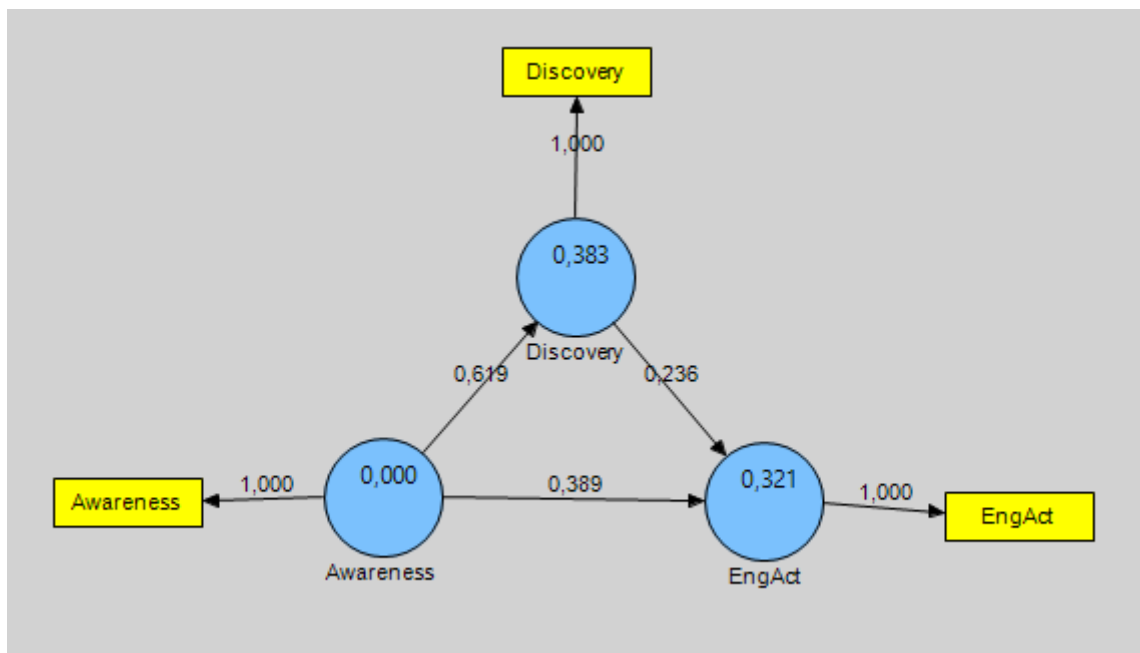 Discovery
1,000
0,383
Discovery
0,619
0,236
Awareness
1,000
0,000
Awareness
0,389
0,321
EngAct
1,000
EngAct